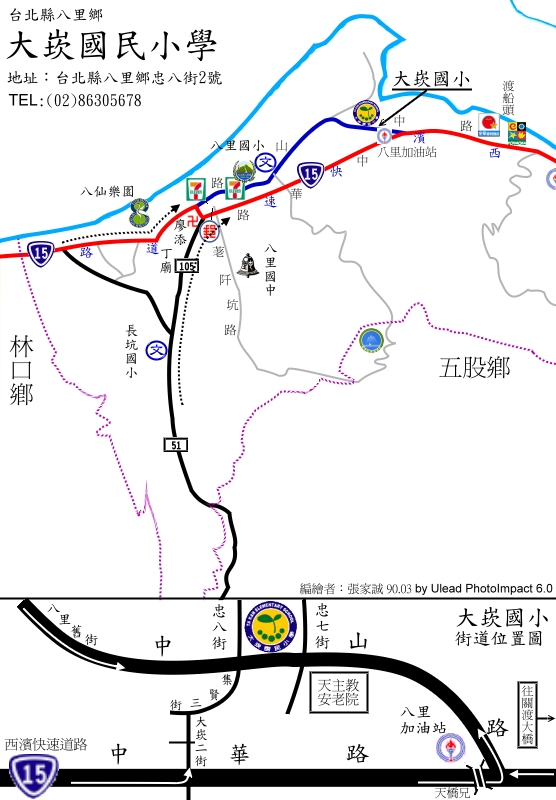 台北縣八里鄉
大崁國民小學
地址：台北縣八里鄉忠八街2號
TEL:(02)86305678
大崁國小
渡船頭
中
路
濱
西
八里加油站
八里國小
山
快
15
中
華
八仙樂園
路
速
路
廖添丁廟
15
路
道
105
荖阡坑路
八里國中
長坑國小
文
文
林口鄉
五股鄉
51
編繪者：張家誠 90.03 by Ulead PhotoImpact 6.0
大崁國小
街道位置圖
八里舊街
中
忠八街
忠七街
山
路
天主教
安老院
集賢三街
大崁二街
八里
加油站
往關渡大橋
西濱快速道路
15
中
華
路
天橋兒